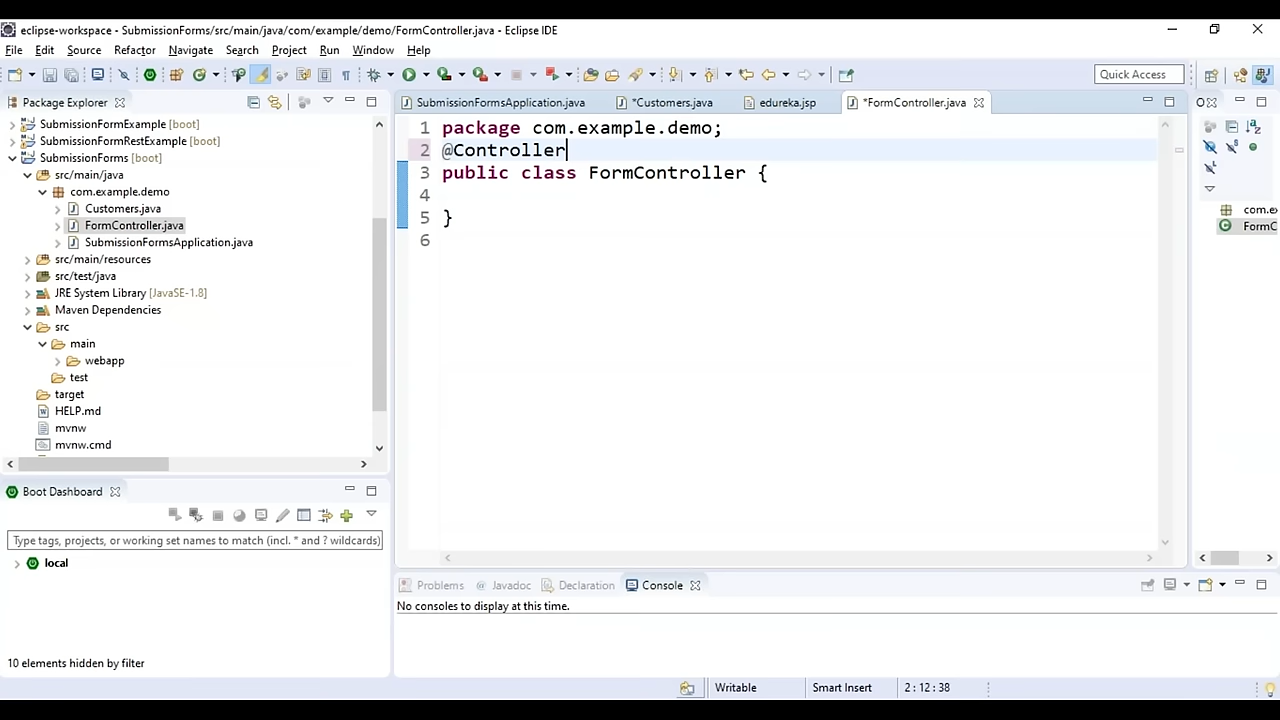 eclipse-workspace - SubmissionForms/src/main/java/com/example/demo/FormController.java - Eclipse IDE
File Edit Source Refactor Navigate Search Project Run Window Help
Quick Access
Package Explorer
SubmissionFormsApplication.java *Customers.java edureka.jsp *FormController.java
SubmissionFormExample [boot]
SubmissionFormRestExample [boot]
SubmissionForms [boot]
src/main/java
com.example.demo
Customers.java
FormController.java
SubmissionFormsApplication.java
src/main/resources
src/test/java
JRE System Library [JavaSE-1.8]
Maven Dependencies
src
main
webapp
test
target
HELP.md
mvnw
mvnw.cmd
1 package com.example.demo;
2 @Controller
3 public class FormController {
4
5 }
6
com.e
FormC
Boot Dashboard
Type tags, projects, or working set names to match (incl. * and ? wildcards)
local
10 elements hidden by filter
Problems @ Javadoc Declaration Console
No consoles to display at this time.
Writable Smart Insert 2 : 12 : 38